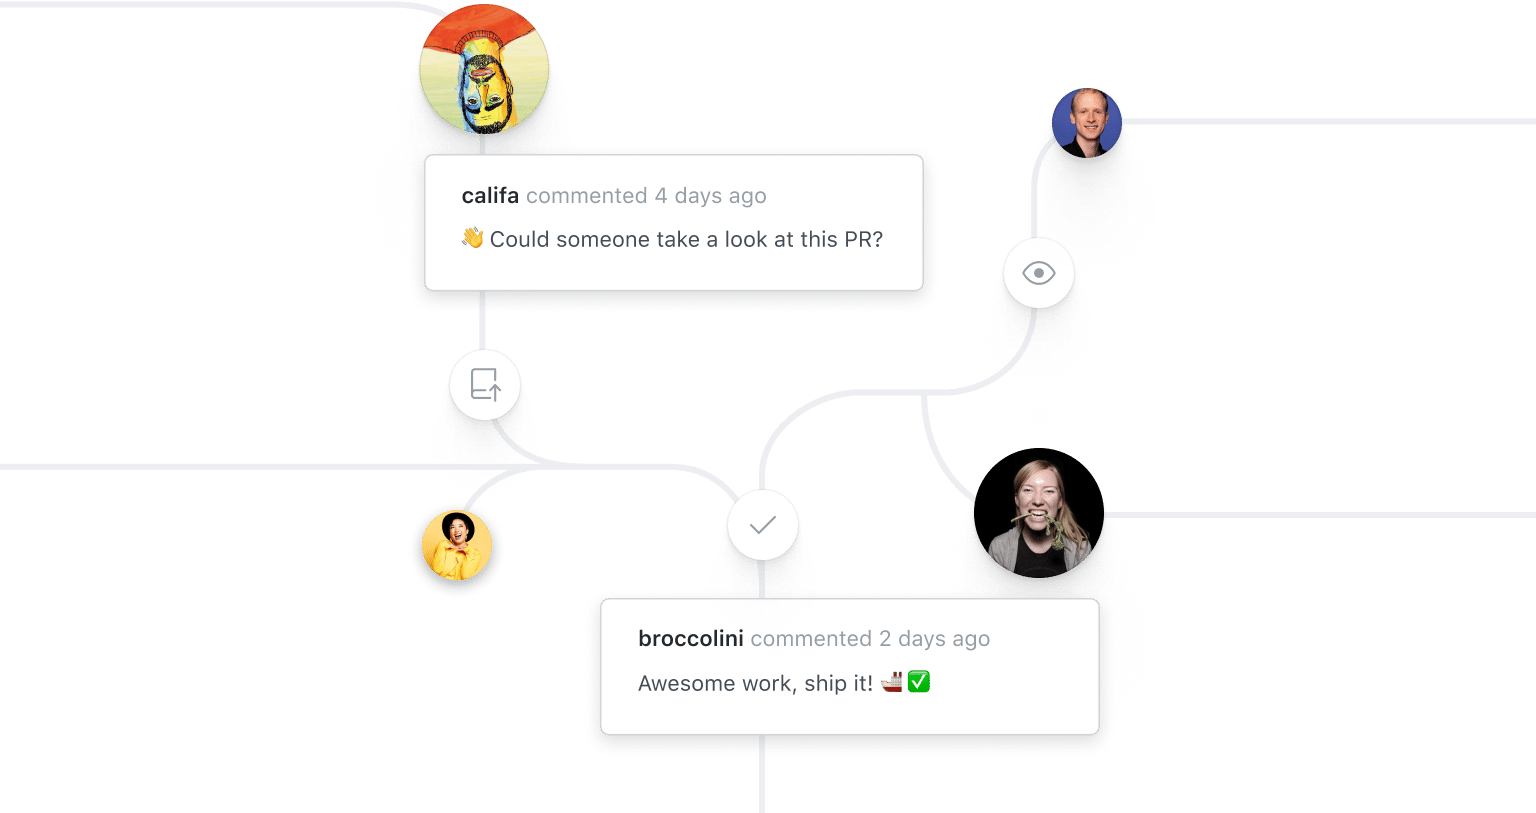 califa commented 4 days ago
👋 Could someone take a look at this PR?
broccolini commented 2 days ago
Awesome work, ship it! 🚢✅